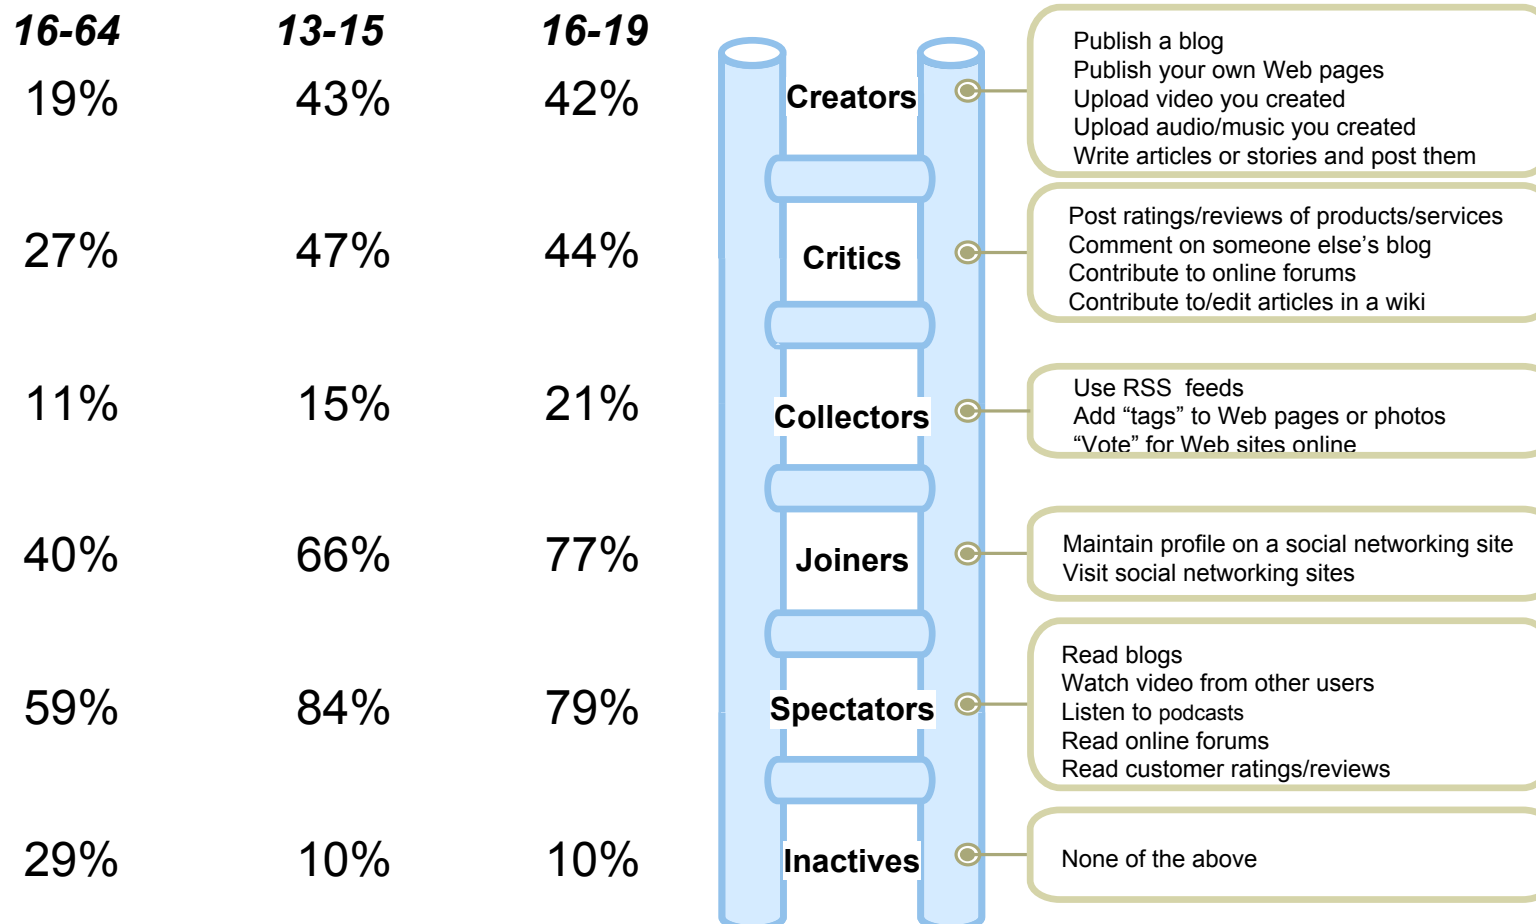 16-64 13-15 16-19
19% 43% 42% Creators
Publish a blog
Publish your own Web pages
Upload video you created
Upload audio/music you created
Write articles or stories and post them
27% 47% 44% Critics
Post ratings/reviews of products/services
Comment on someone else’s blog
Contribute to online forums
Contribute to/edit articles in a wiki
11% 15% 21% Collectors
Use RSS feeds
Add “tags” to Web pages or photos
“Vote” for Web sites online
40% 66% 77% Joiners
Maintain profile on a social networking site
Visit social networking sites
59% 84% 79% Spectators
Read blogs
Watch video from other users
Listen to podcasts
Read online forums
Read customer ratings/reviews
29% 10% 10% Inactives
None of the above